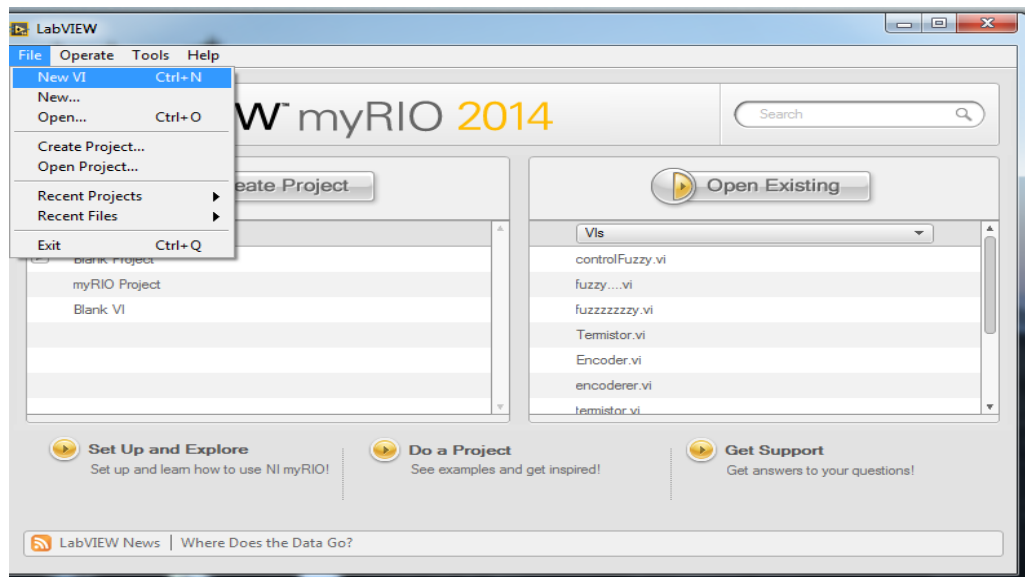 LabVIEW
File Operate Tools Help
New VI Ctrl+N
New...
Open... Ctrl+O
Create Project...
Open Project...
Recent Projects
Recent Files
Exit Ctrl+Q
W™ myRIO 2014
Search
eate Project
Open Existing
VIs
Blank Project
myRIO Project
Blank VI
controlFuzzy.vi
fuzzy....vi
fuzzzzzzy.vi
Termistor.vi
Encoder.vi
encoderer.vi
termistor.vi
Set Up and Explore
Set up and learn how to use NI myRIO!
Do a Project
See examples and get inspired!
Get Support
Get answers to your questions!
LabVIEW News | Where Does the Data Go?